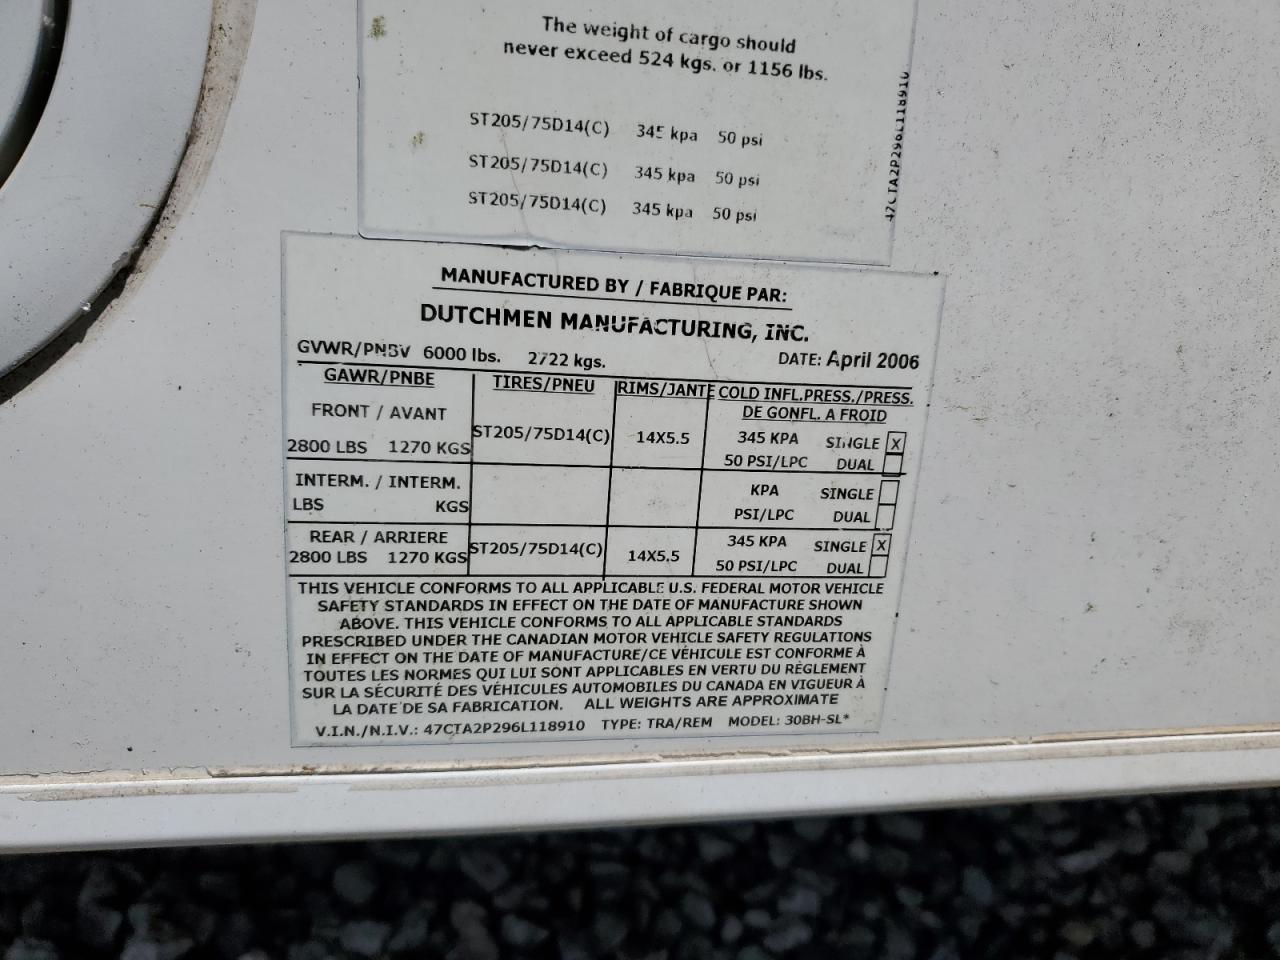 The weight of cargo should
never exceed 524 kgs. or 1156 lbs.
ST205/75D14(C) 345 kpa 50 psi
ST205/75D14(C) 345 kpa 50 psi
ST205/75D14(C) 345 kpa 50 psi
47CTA2P296L118910
MANUFACTURED BY / FABRIQUE PAR:
DUTCHMEN MANUFACTURING, INC.
GVWR/PNBV 6000 lbs. 2722 kgs. DATE: April 2006
GAWR/PNBE TIRES/PNEU RIMS/JANTE COLD INFL.PRESS./PRESS.
DE GONFL. A FROID
FRONT / AVANT
2800 LBS 1270 KGS ST205/75D14(C) 14X5.5 345 KPA SINGLE X
50 PSI/LPC DUAL
INTERM. / INTERM. KPA SINGLE
LBS KGS PSI/LPC DUAL
REAR / ARRIERE 345 KPA SINGLE X
2800 LBS 1270 KGS ST205/75D14(C) 14X5.5 50 PSI/LPC DUAL
THIS VEHICLE CONFORMS TO ALL APPLICABLE U.S. FEDERAL MOTOR VEHICLE
SAFETY STANDARDS IN EFFECT ON THE DATE OF MANUFACTURE SHOWN
ABOVE. THIS VEHICLE CONFORMS TO ALL APPLICABLE STANDARDS
PRESCRIBED UNDER THE CANADIAN MOTOR VEHICLE SAFETY REGULATIONS
IN EFFECT ON THE DATE OF MANUFACTURE/CE VÉHICULE EST CONFORME À
TOUTES LES NORMES QUI LUI SONT APPLICABLES EN VERTU DU RÈGLEMENT
SUR LA SÉCURITÉ DES VÉHICULES AUTOMOBILES DU CANADA EN VIGUEUR À
LA DATE DE SA FABRICATION. ALL WEIGHTS ARE APPROXIMATE
V.I.N./N.I.V.: 47CTA2P296L118910 TYPE: TRA/REM MODEL: 30BH-SL*